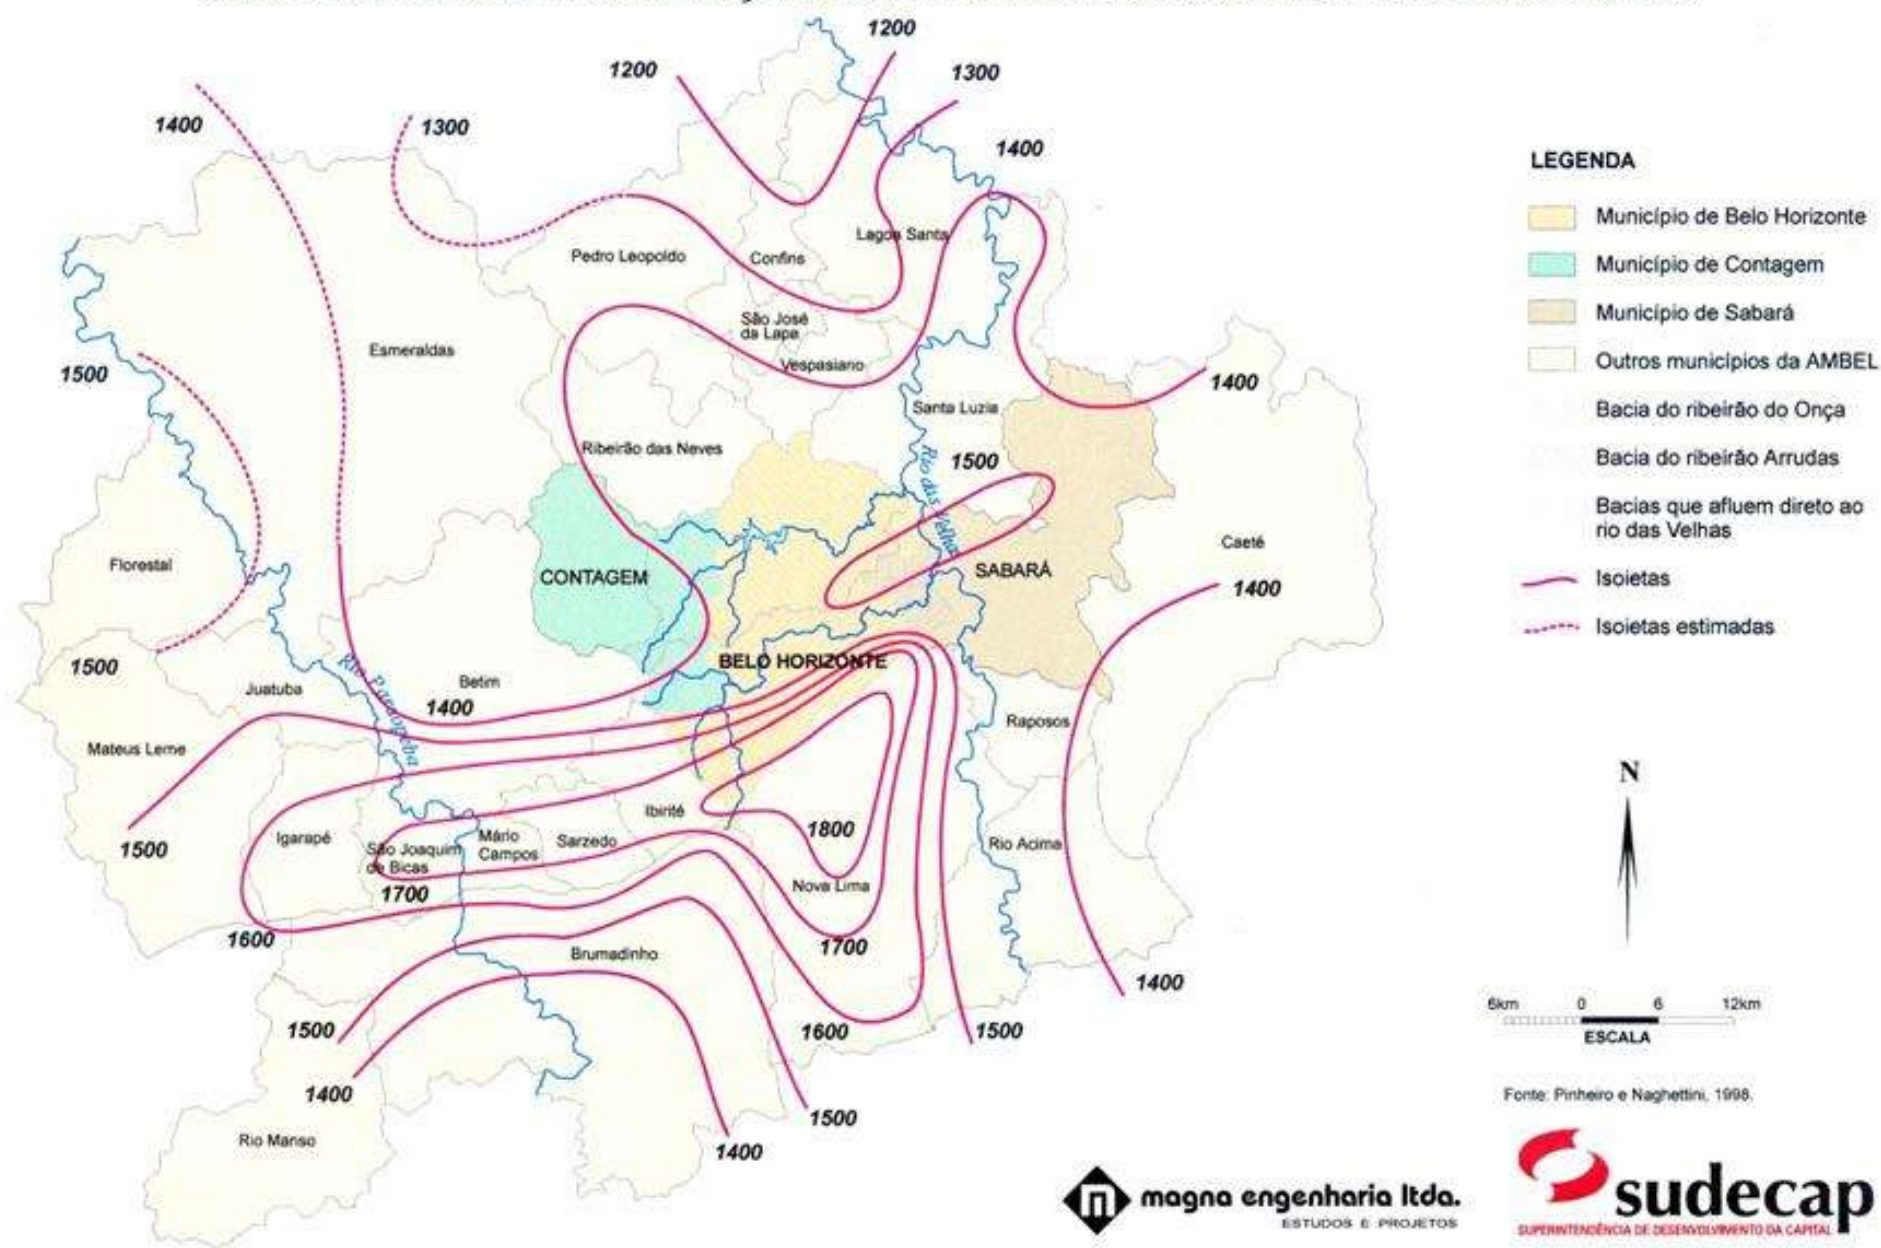 1200
1200
1300
1400
1300
1400
LEGENDA
Município de Belo Horizonte
Município de Contagem
Município de Sabará
Outros municípios da AMBEL
Bacia do ribeirão do Onça
Bacia do ribeirão Arrudas
Bacias que afluem direto ao
rio das Velhas
Isoietas
Isoietas estimadas
Lagoa Santa
Pedro Leopoldo
Confins
São José
da Lapa
Esmeraldas
Vespasiano
1500
1400
Santa Luzia
Ribeirão das Neves
1500
Rio das Velhas
Caeté
Florestal
CONTAGEM
SABARÁ
1400
1500
BELO HORIZONTE
Rio Paraopeba
Juatuba
Betim
1400
Raposos
Mateus Leme
N
Ibirité
1800
Igarapé
Mário
Campos
Sarzedo
São Joaquim
de Bicas
1500
Rio Acima
1700
Nova Lima
1600
1700
Brumadinho
1400
6km 0 6 12km
ESCALA
1500
1600
1500
1400
Fonte: Pinheiro e Naghettini, 1998.
1500
Rio Manso
1400
magna engenharia ltda.
ESTUDOS E PROJETOS
sudecap
SUPERINTENDÊNCIA DE DESENVOLVIMENTO DA CAPITAL